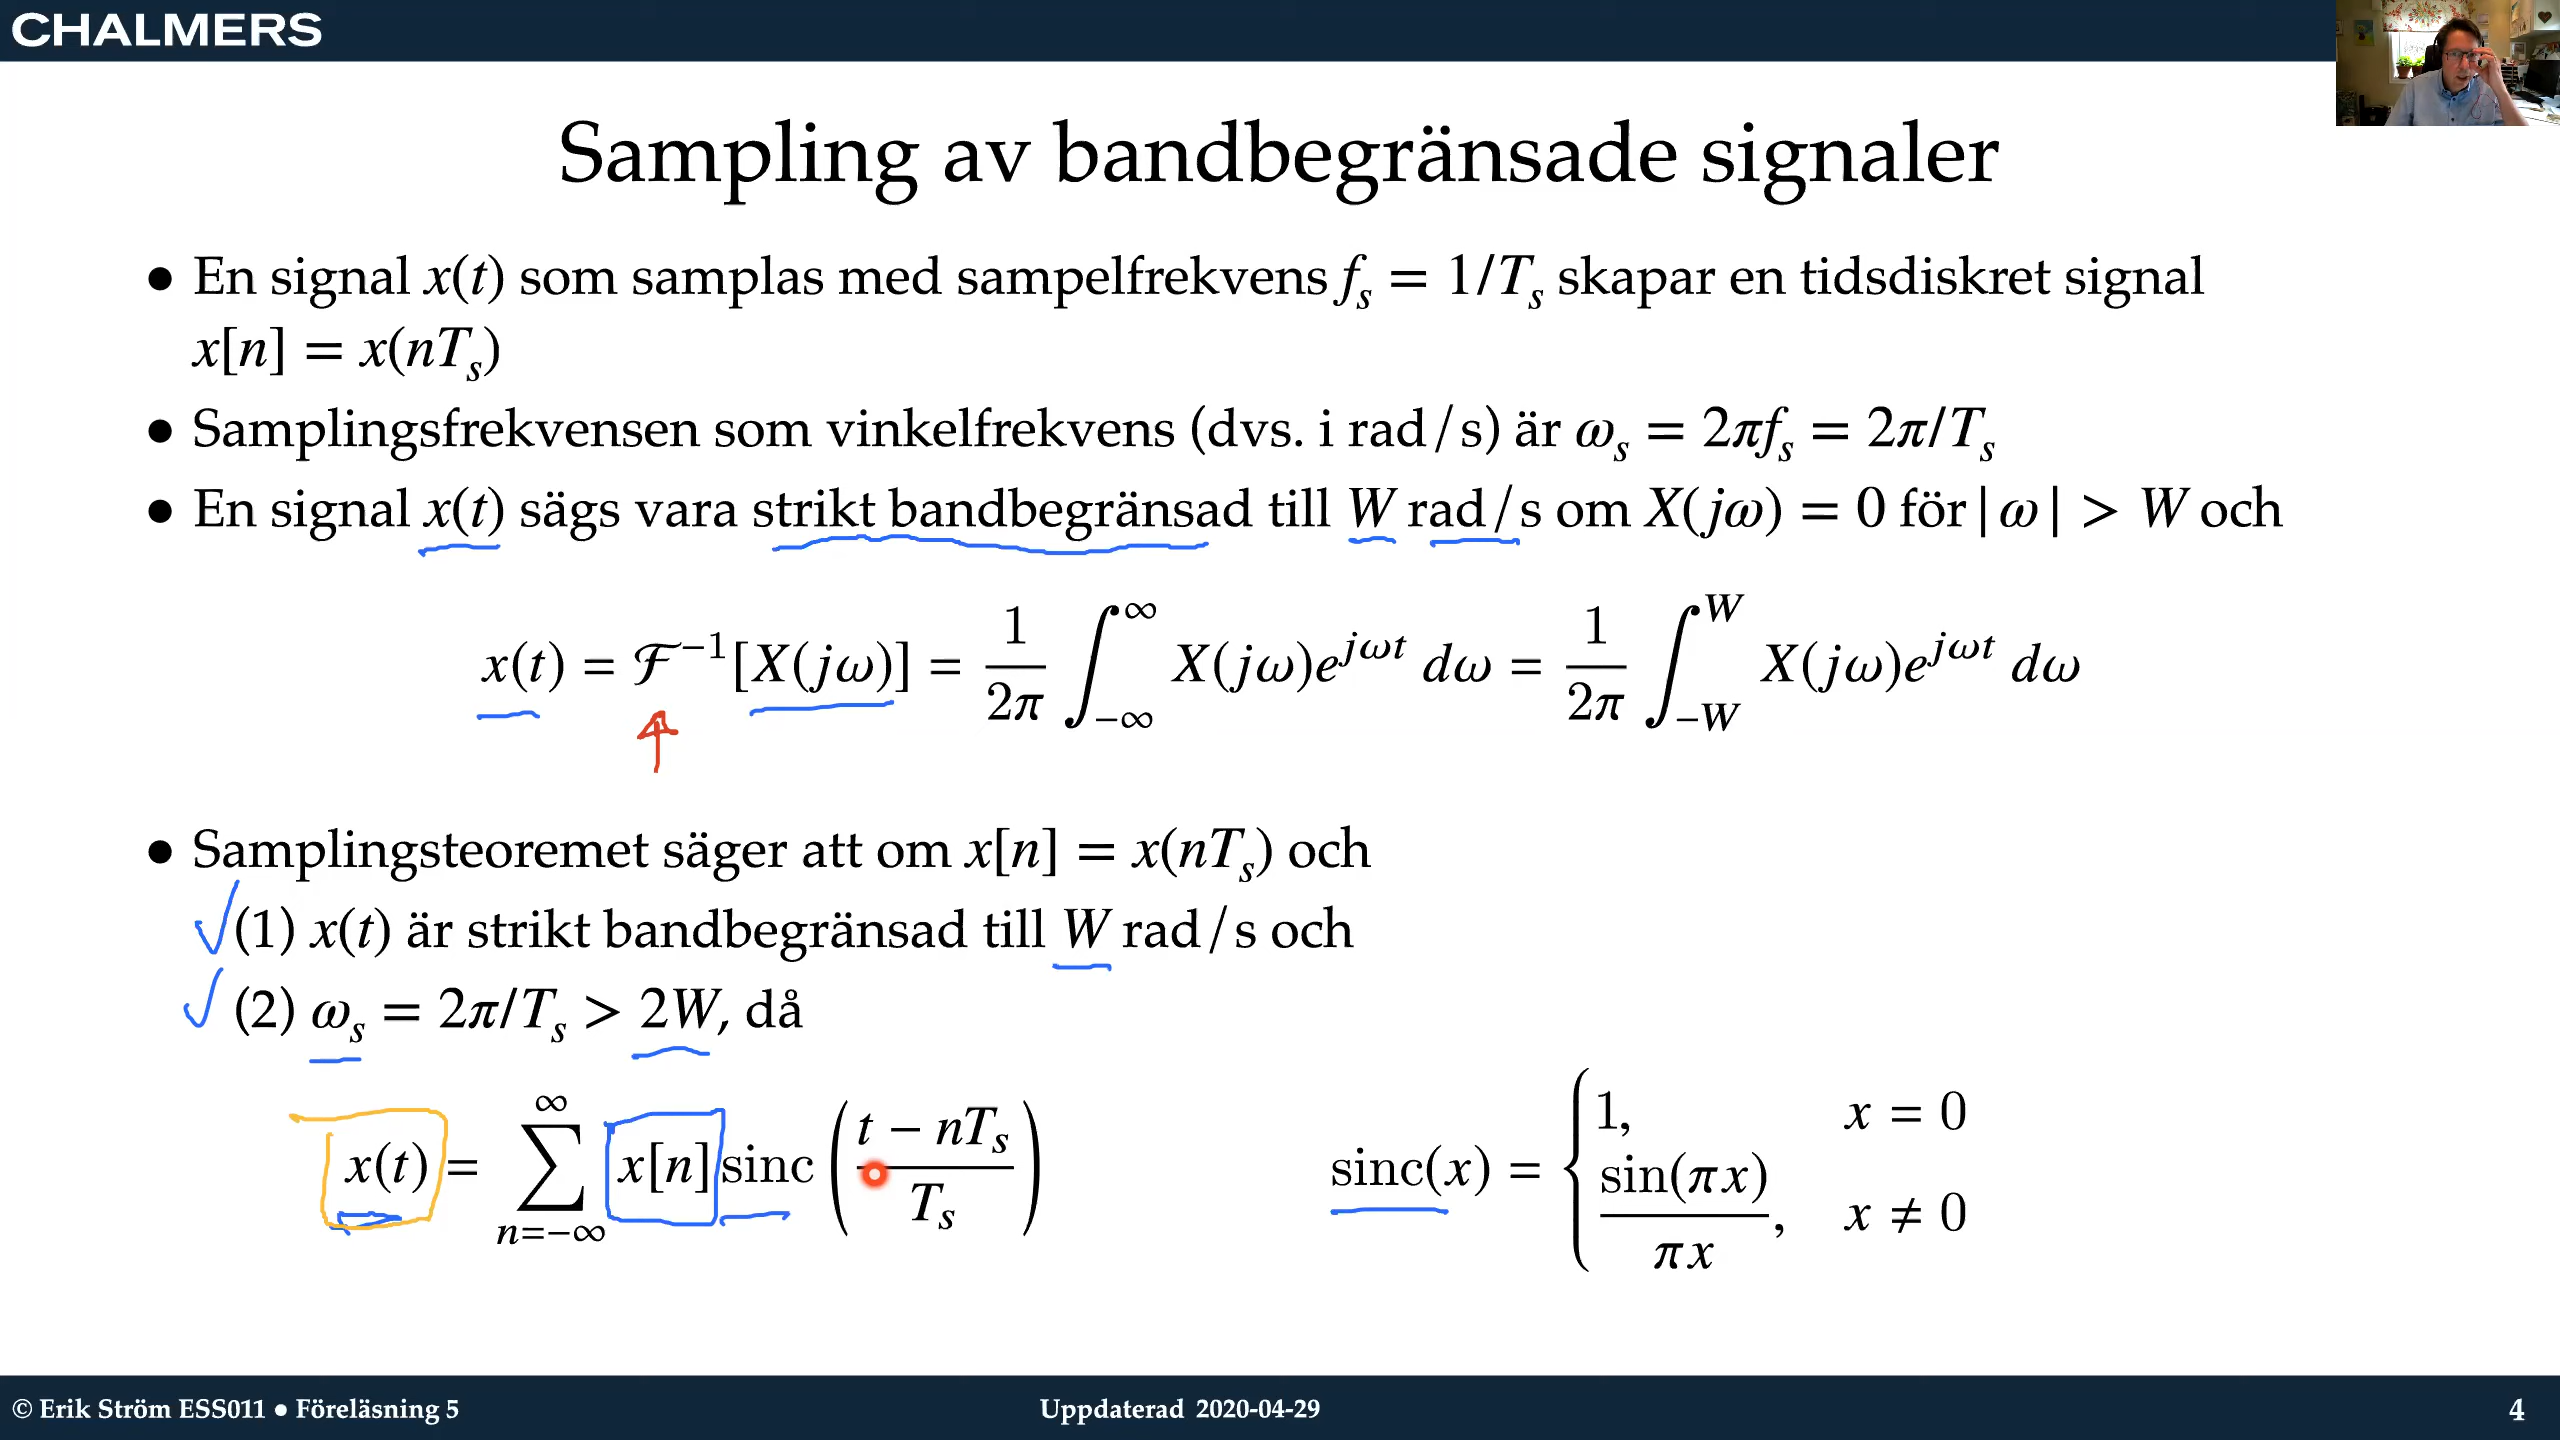 CHALMERS
Sampling av bandbegränsade signaler
• En signal x(t) som samplas med sampelfrekvens f_s = 1/T_s skapar en tidsdiskret signal
x[n] = x(nT_s)
• Samplingsfrekvensen som vinkelfrekvens (dvs. i rad/s) är ω_s = 2πf_s = 2π/T_s
• En signal x(t) sägs vara strikt bandbegränsad till W rad/s om X(jω) = 0 för |ω| > W och
x(t) = ℱ^{−1}[X(jω)] = \frac{1}{2π} ∫_{−∞}^{∞} X(jω)e^{jωt} dω = \frac{1}{2π} ∫_{−W}^{W} X(jω)e^{jωt} dω
• Samplingsteoremet säger att om x[n] = x(nT_s) och
(1) x(t) är strikt bandbegränsad till W rad/s och
(2) ω_s = 2π/T_s > 2W, då
x(t) = ∑_{n=−∞}^{∞} x[n] sinc(\frac{t − nT_s}{T_s})
sinc(x) = { 1, x = 0
\frac{sin(πx)}{πx}, x ≠ 0
© Erik Ström ESS011 • Föreläsning 5
Uppdaterad 2020-04-29
4